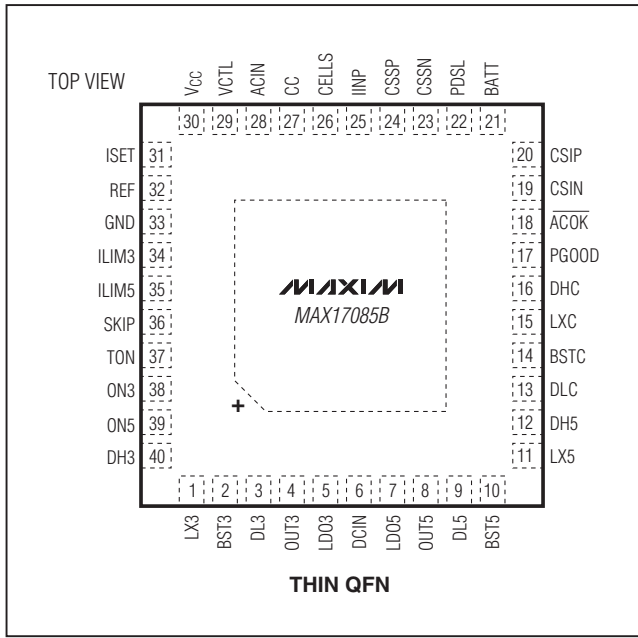 TOP VIEW
VCC
VCTL
ACIN
CC
CELLS
IINP
CSSP
CSSN
PDSL
BATT
30 29 28 27 26 25 24 23 22 21
ISET 31
REF 32
GND 33
ILIM3 34
ILIM5 35
SKIP 36
TON 37
ON3 38
ON5 39
DH3 40
20 CSIP
19 CSIN
18 ACOK
17 PGOOD
16 DHC
15 LXC
14 BSTC
13 DLC
12 DH5
11 LX5
MAXIM
MAX17085B
+
1 2 3 4 5 6 7 8 9 10
LX3
BST3
DL3
OUT3
LDO3
DCIN
LDO5
OUT5
DL5
BST5
THIN QFN